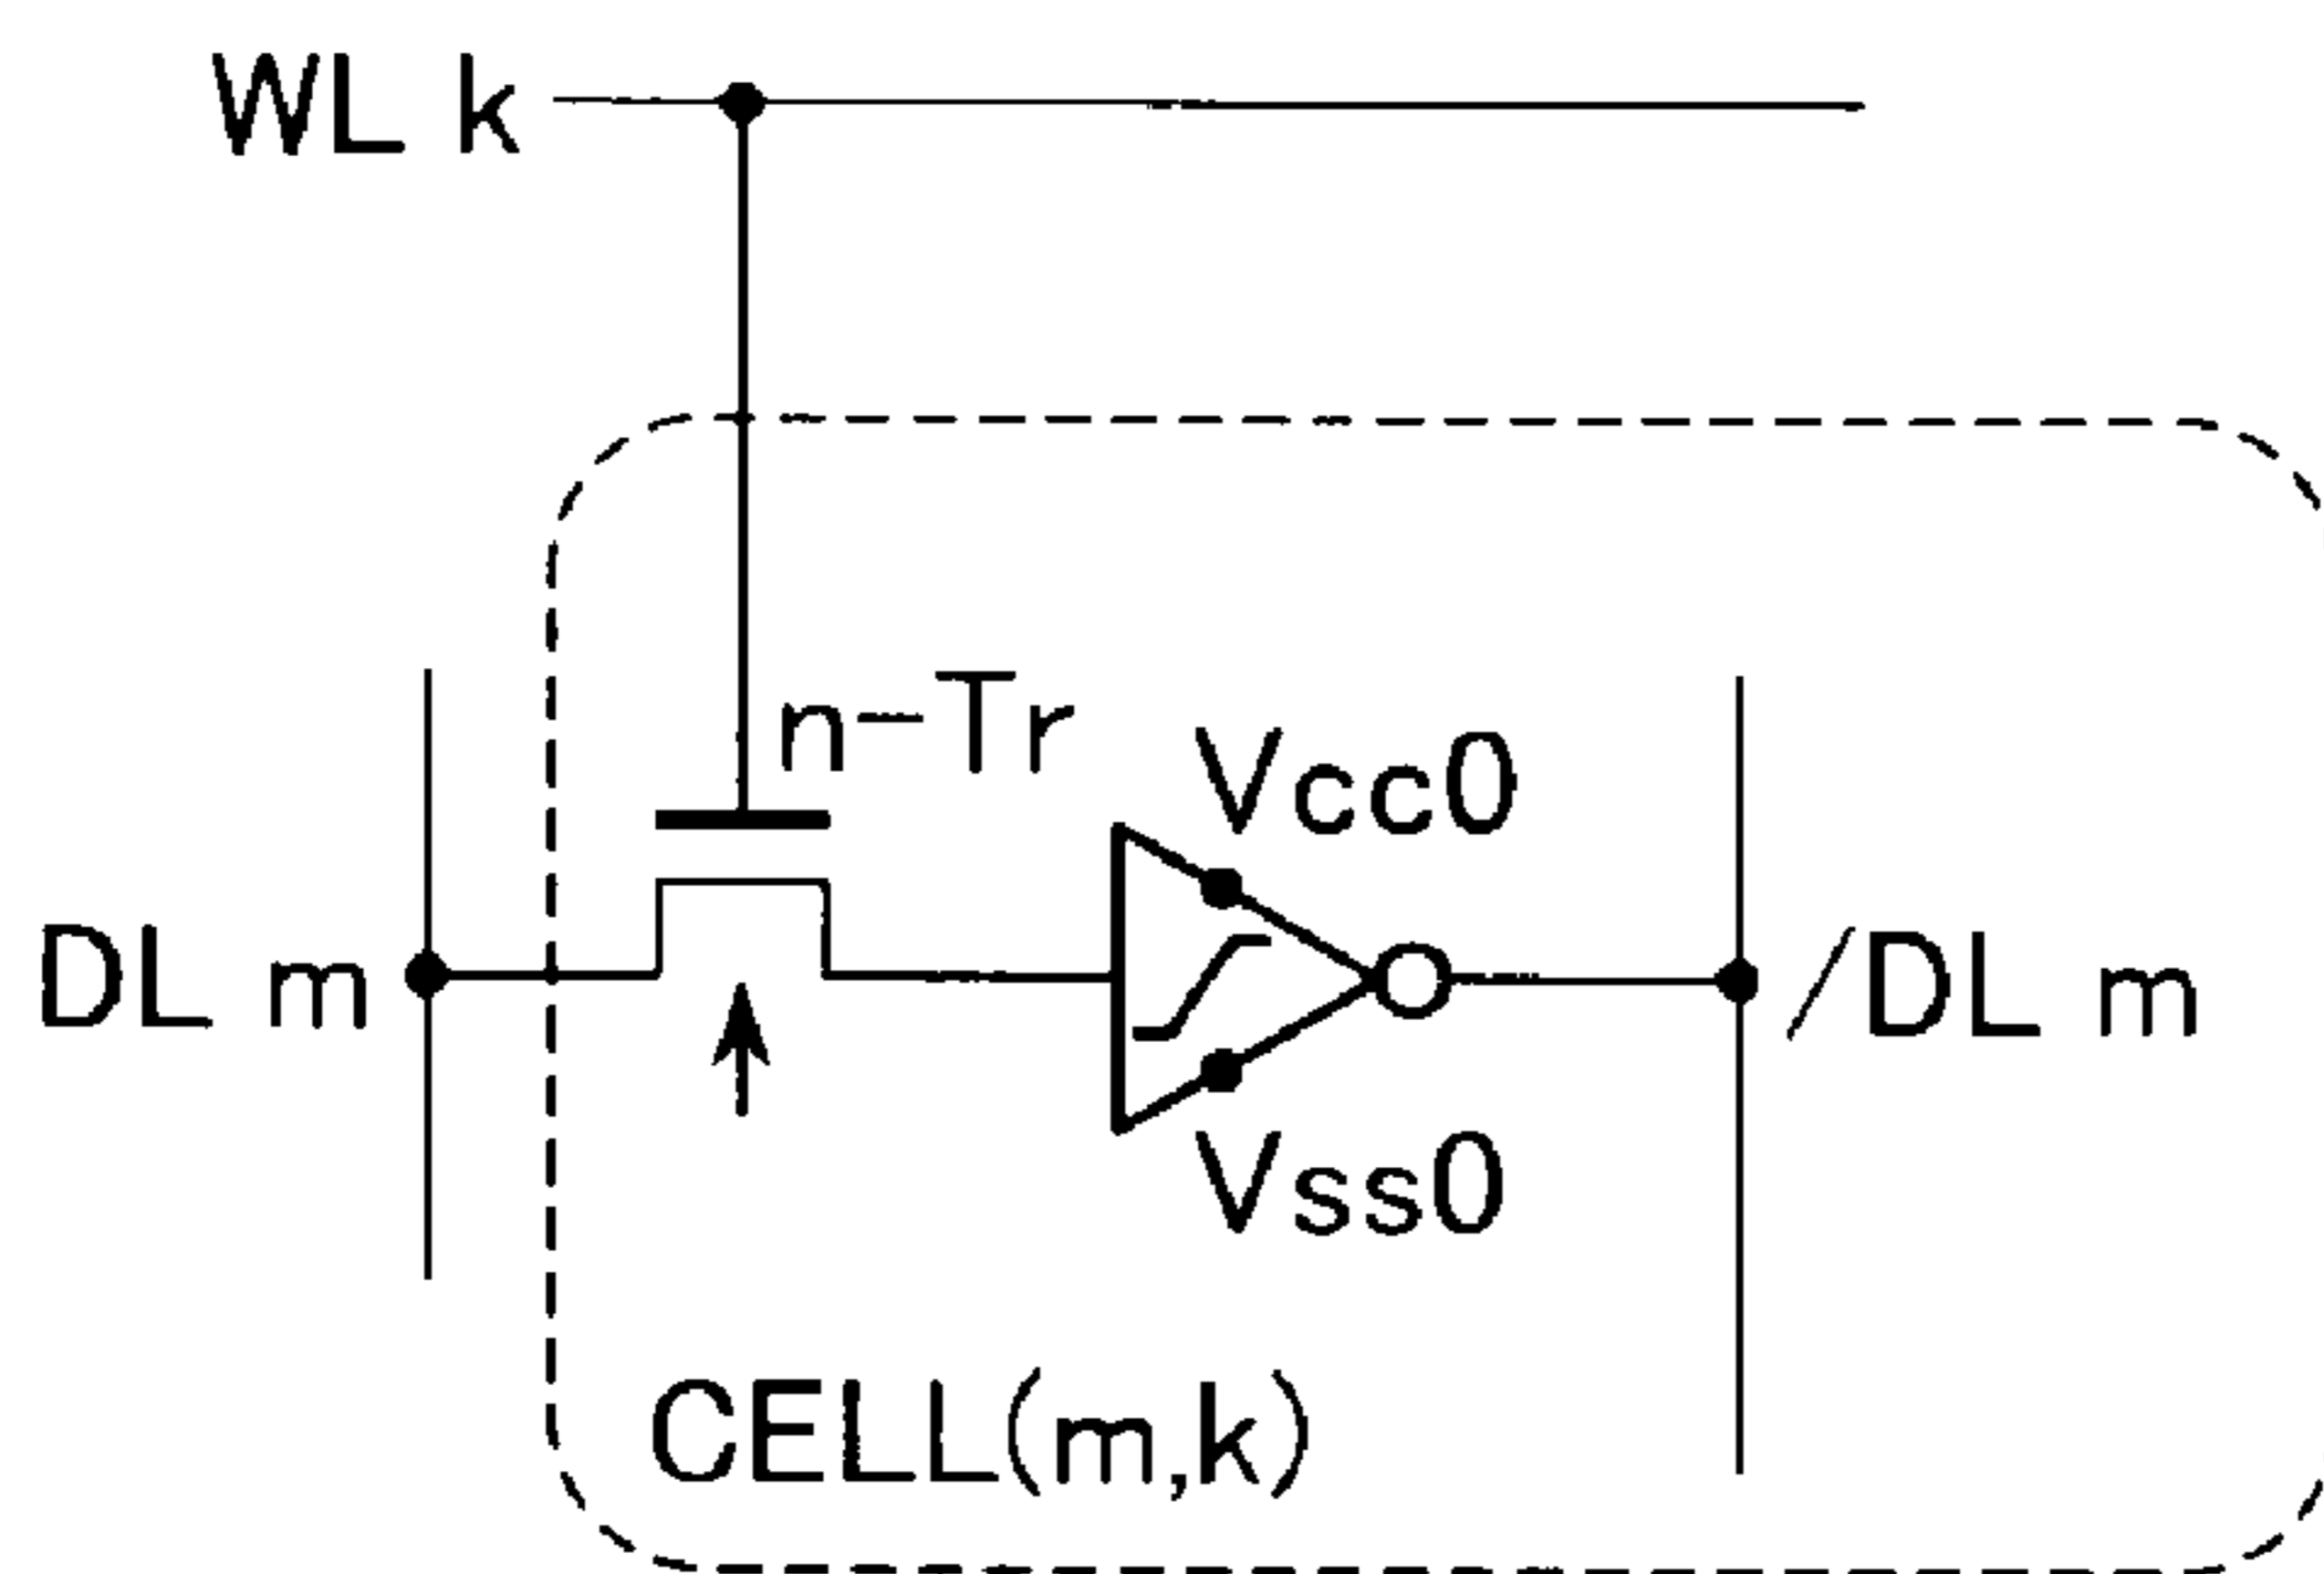 WL k
n-Tr
Vcc0
DL m
/DL m
Vss0
CELL(m,k)